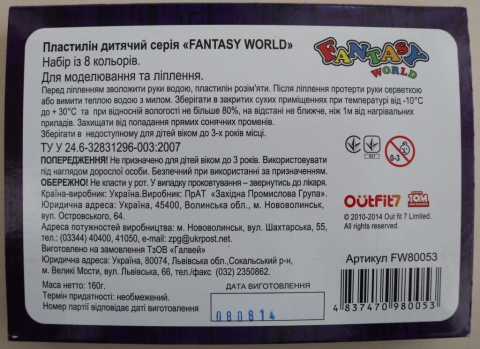 Пластилін дитячий серія «FANTASY WORLD»
Набір із 8 кольорів.
Для моделювання та ліплення.
FANTASY
WORLD
Перед ліпленням зволожити руки водою, пластилін розім'яти. Після ліплення протерти руки серветкою
або вимити теплою водою з милом. Зберігати в закритих сухих приміщеннях при температурі від -10°С
до + 30°С та при відносній вологості не більше 80%, на відстані не ближче, ніж 1м від нагрівальних
приладів. Захищати від попадання прямих сонячних променів.
Зберігати в недоступному для дітей віком до 3-х років місці.
ТУ У 24.6-32831296-003:2007
ПОПЕРЕДЖЕННЯ! Не призначено для дітей віком до 3 років. Використовувати
під наглядом дорослої особи. Безпечний при використанні за призначенням.
ОБЕРЕЖНО! Не класти у рот. У випадку проковтування – звернутись до лікаря.
Країна-виробник: Україна.Виробник: ПрАТ «Західна Промислова Група».
Юридична адреса: Україна, 45400, Волинська обл., м. Нововолинськ,
вул. Островського, 64.
Адреса потужностей виробництва: м. Нововолинськ, вул. Шахтарська, 55,
тел.: (03344) 40400, 41050, e-mail: zpg@ukrpost.net.
Виготовлено на замовлення ТзОВ «Галвей»
Юридична адреса: Україна, 80074, Львівська обл.,Сокальський р-н,
м. Великі Мости, вул. Львівська, 66, тел./факс (032) 2350862.
Маса нетто: 160г.
Термін придатності: необмежений.
Номер партії відповідає даті виготовлення
ДАТА ВИГОТОВЛЕННЯ
080814
0-3
OUTFIT7
© 2010-2014 Out fit 7 Limited.
All rights reserved.
Артикул FW80053
4 837470 980053